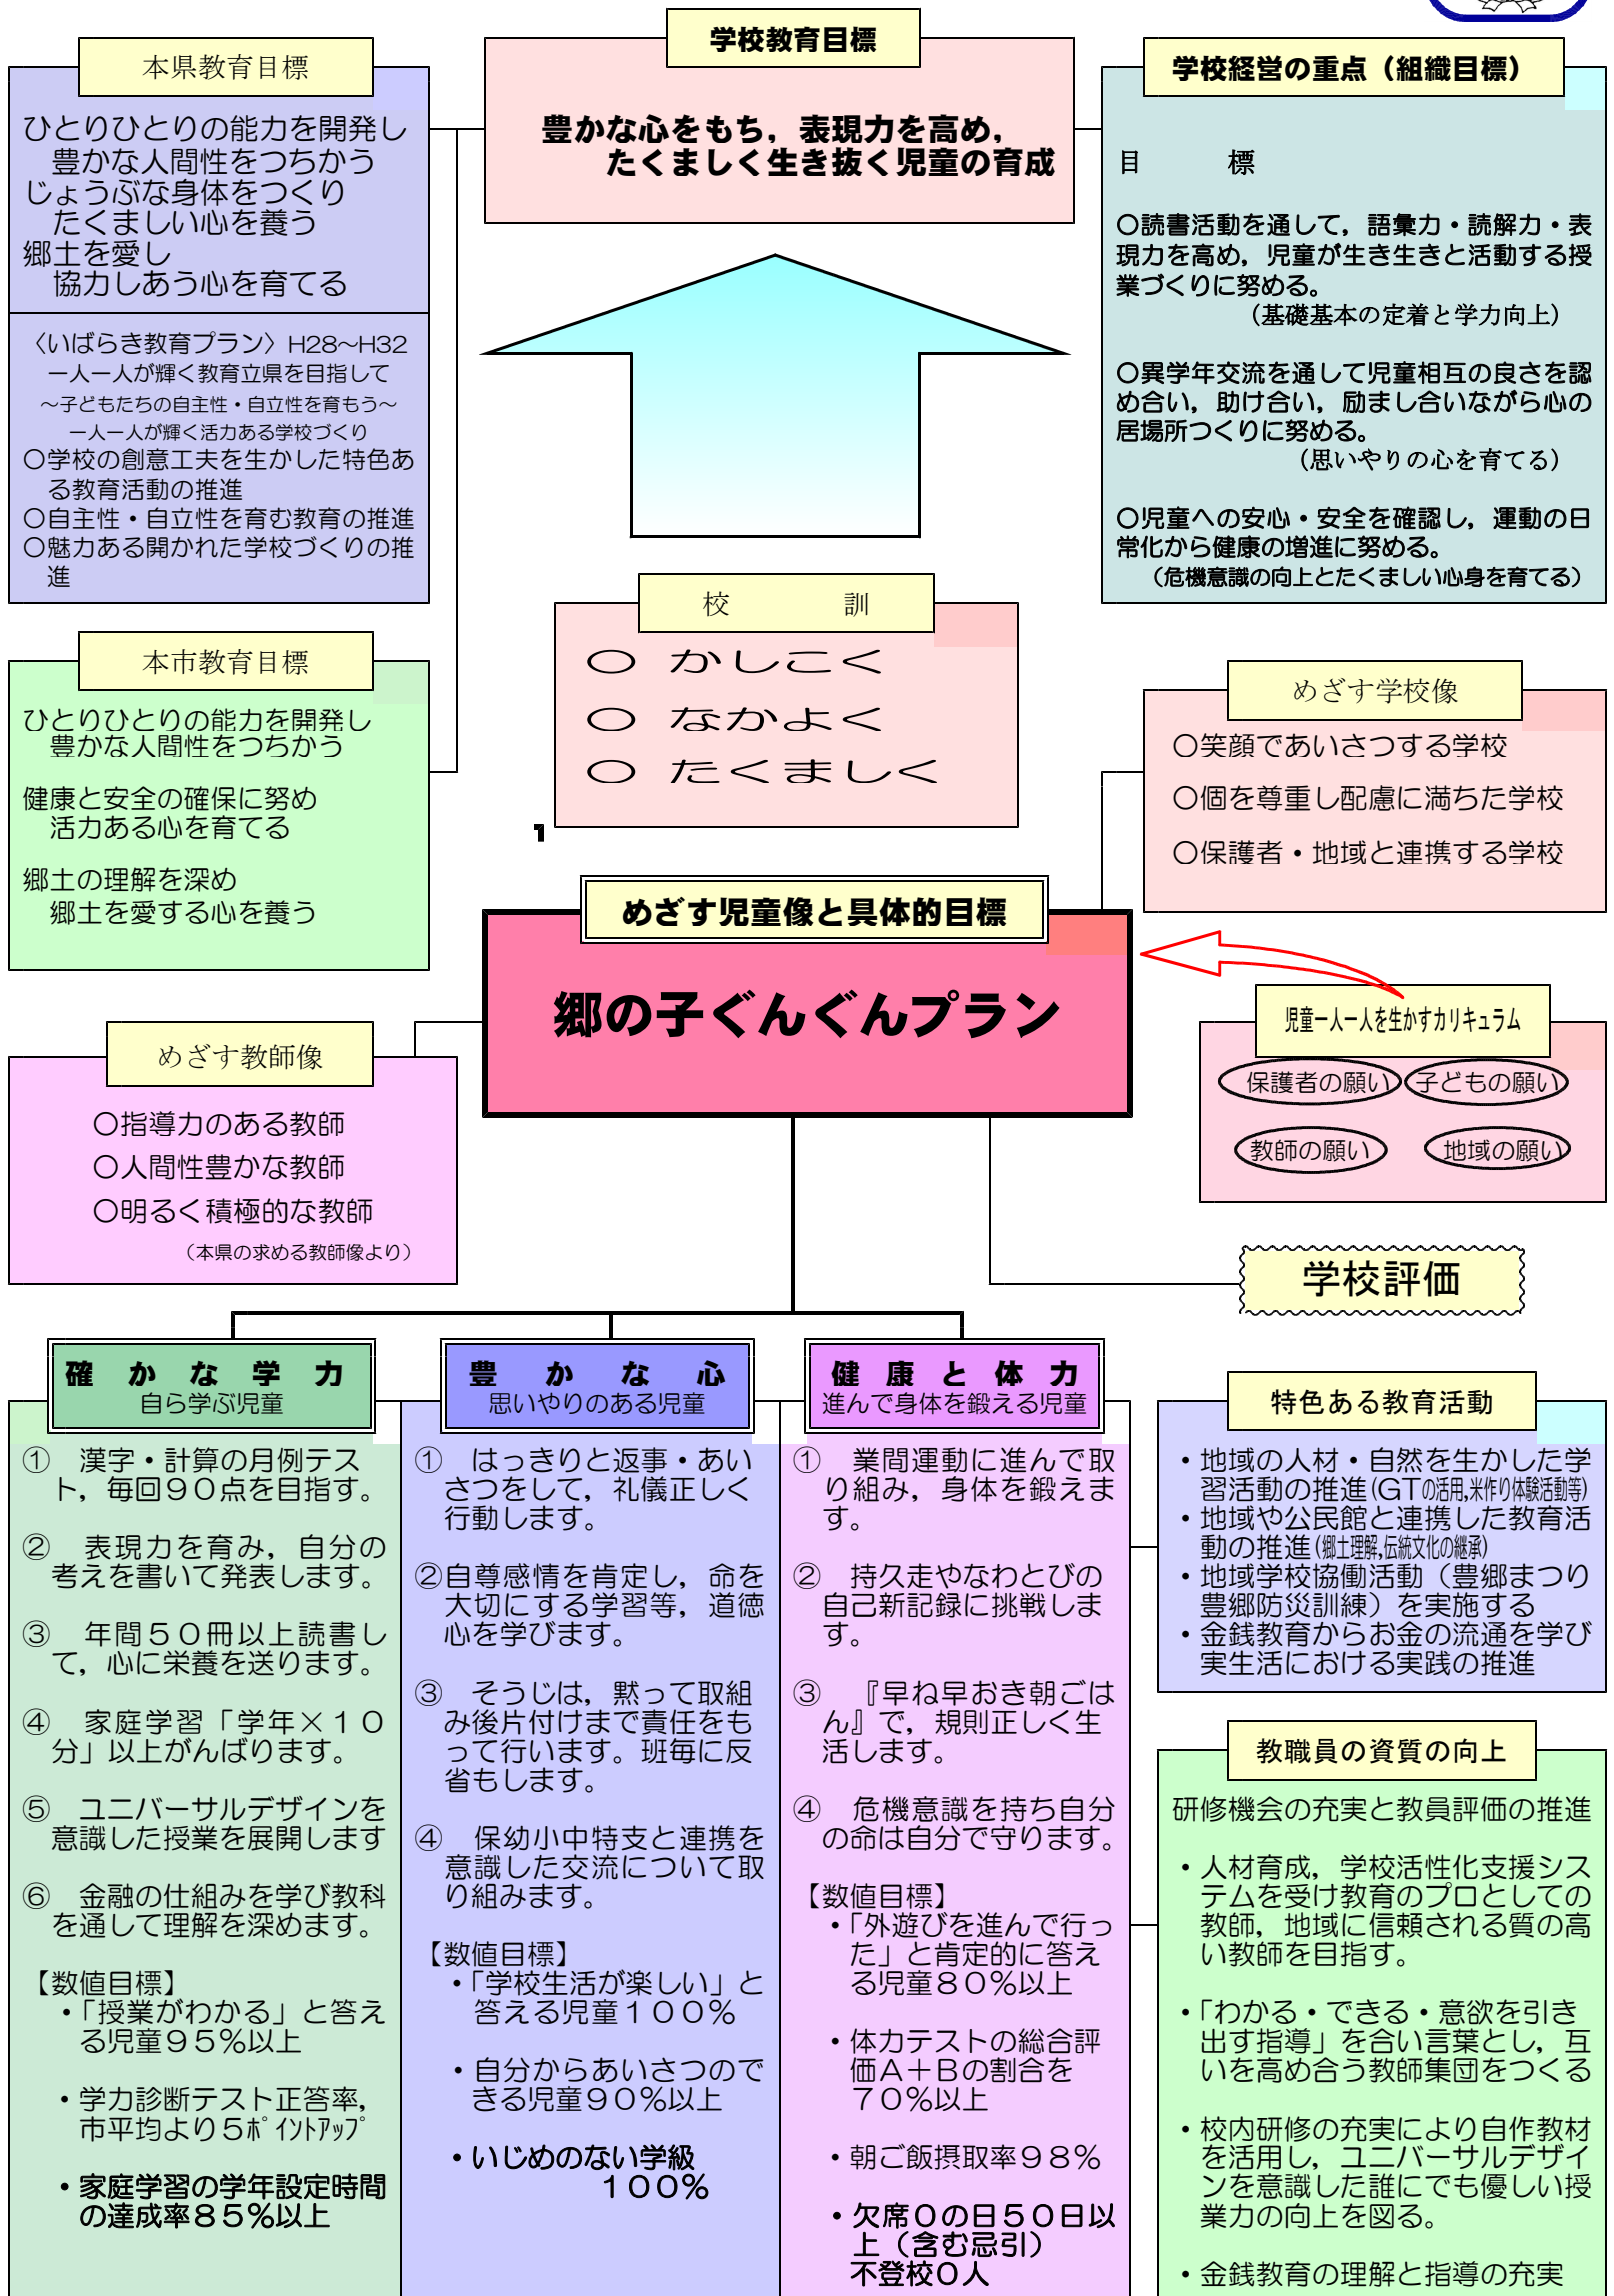 学校教育目標
豊かな心をもち，表現力を高め，
たくましく生き抜く児童の育成
本県教育目標
ひとりひとりの能力を開発し
豊かな人間性をつちかう
じょうぶな身体をつくり
たくましい心を養う
郷土を愛し
協力しあう心を育てる
〈いばらき教育プラン〉H28～H32
一人一人が輝く教育立県を目指して
～子どもたちの自主性・自立性を育もう～
一人一人が輝く活力ある学校づくり
○学校の創意工夫を生かした特色あ
る教育活動の推進
○自主性・自立性を育む教育の推進
○魅力ある開かれた学校づくりの推
進
学校経営の重点（組織目標）
目　　　標
○読書活動を通して，語彙力・読解力・表
現力を高め，児童が生き生きと活動する授
業づくりに努める。
（基礎基本の定着と学力向上）
○異学年交流を通して児童相互の良さを認
め合い，助け合い，励まし合いながら心の
居場所つくりに努める。
（思いやりの心を育てる）
○児童への安心・安全を確認し，運動の日
常化から健康の増進に努める。
（危機意識の向上とたくましい心身を育てる）
校　　　訓
○ かしこく
○ なかよく
○ たくましく
1
本市教育目標
ひとりひとりの能力を開発し
豊かな人間性をつちかう
健康と安全の確保に努め
活力ある心を育てる
郷土の理解を深め
郷土を愛する心を養う
めざす学校像
○笑顔であいさつする学校
○個を尊重し配慮に満ちた学校
○保護者・地域と連携する学校
めざす児童像と具体的目標
郷の子ぐんぐんプラン
児童一人一人を生かすカリキュラム
保護者の願い 子どもの願い
教師の願い 地域の願い
めざす教師像
○指導力のある教師
○人間性豊かな教師
○明るく積極的な教師
（本県の求める教師像より）
学校評価
確かな学力
自ら学ぶ児童
①　漢字・計算の月例テス
ト，毎回９０点を目指す。
②　表現力を育み，自分の
考えを書いて発表します。
③　年間５０冊以上読書し
て，心に栄養を送ります。
④　家庭学習「学年×１０
分」以上がんばります。
⑤　ユニバーサルデザインを
意識した授業を展開します
⑥　金融の仕組みを学び教科
を通して理解を深めます。
【数値目標】
・「授業がわかる」と答え
る児童９５％以上
・学力診断テスト正答率，
市平均より５ﾎﾟｲﾝﾄｱｯﾌﾟ
・家庭学習の学年設定時間
の達成率８５％以上
豊かな心
思いやりのある児童
①　はっきりと返事・あい
さつをして，礼儀正しく
行動します。
②自尊感情を肯定し，命を
大切にする学習等，道徳
心を学びます。
③　そうじは，黙って取組
み後片付けまで責任をも
って行います。班毎に反
省もします。
④　保幼小中特支と連携を
意識した交流について取
り組みます。
【数値目標】
・「学校生活が楽しい」と
答える児童１００％
・自分からあいさつので
きる児童９０％以上
・いじめのない学級
１００％
健康と体力
進んで身体を鍛える児童
①　業間運動に進んで取
り組み，身体を鍛えま
す。
②　持久走やなわとびの
自己新記録に挑戦しま
す。
③　『早ね早おき朝ごは
ん』で，規則正しく生
活します。
④　危機意識を持ち自分
の命は自分で守ります。
【数値目標】
・「外遊びを進んで行っ
た」と肯定的に答え
る児童８０％以上
・体力テストの総合評
価Ａ＋Ｂの割合を
７０％以上
・朝ご飯摂取率９８％
・欠席０の日５０日以
上（含む忌引）
不登校０人
特色ある教育活動
・地域の人材・自然を生かした学
習活動の推進(GTの活用,米作り体験活動等)
・地域や公民館と連携した教育活
動の推進(郷土理解,伝統文化の継承)
・地域学校協働活動（豊郷まつり
豊郷防災訓練）を実施する
・金銭教育からお金の流通を学び
実生活における実践の推進
教職員の資質の向上
研修機会の充実と教員評価の推進
・人材育成，学校活性化支援シス
テムを受け教育のプロとしての
教師，地域に信頼される質の高
い教師を目指す。
・「わかる・できる・意欲を引き
出す指導」を合い言葉とし，互
いを高め合う教師集団をつくる
・校内研修の充実により自作教材
を活用し，ユニバーサルデザイ
ンを意識した誰にでも優しい授
業力の向上を図る。
・金銭教育の理解と指導の充実